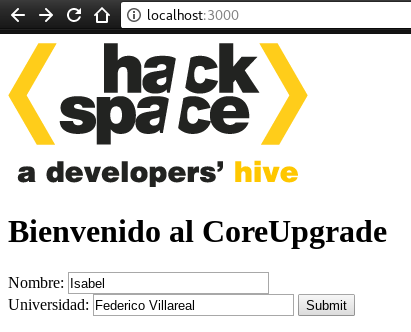 localhost:3000
hack
space
a developers' hive
Bienvenido al CoreUpgrade
Nombre: Isabel
Universidad: Federico Villareal Submit